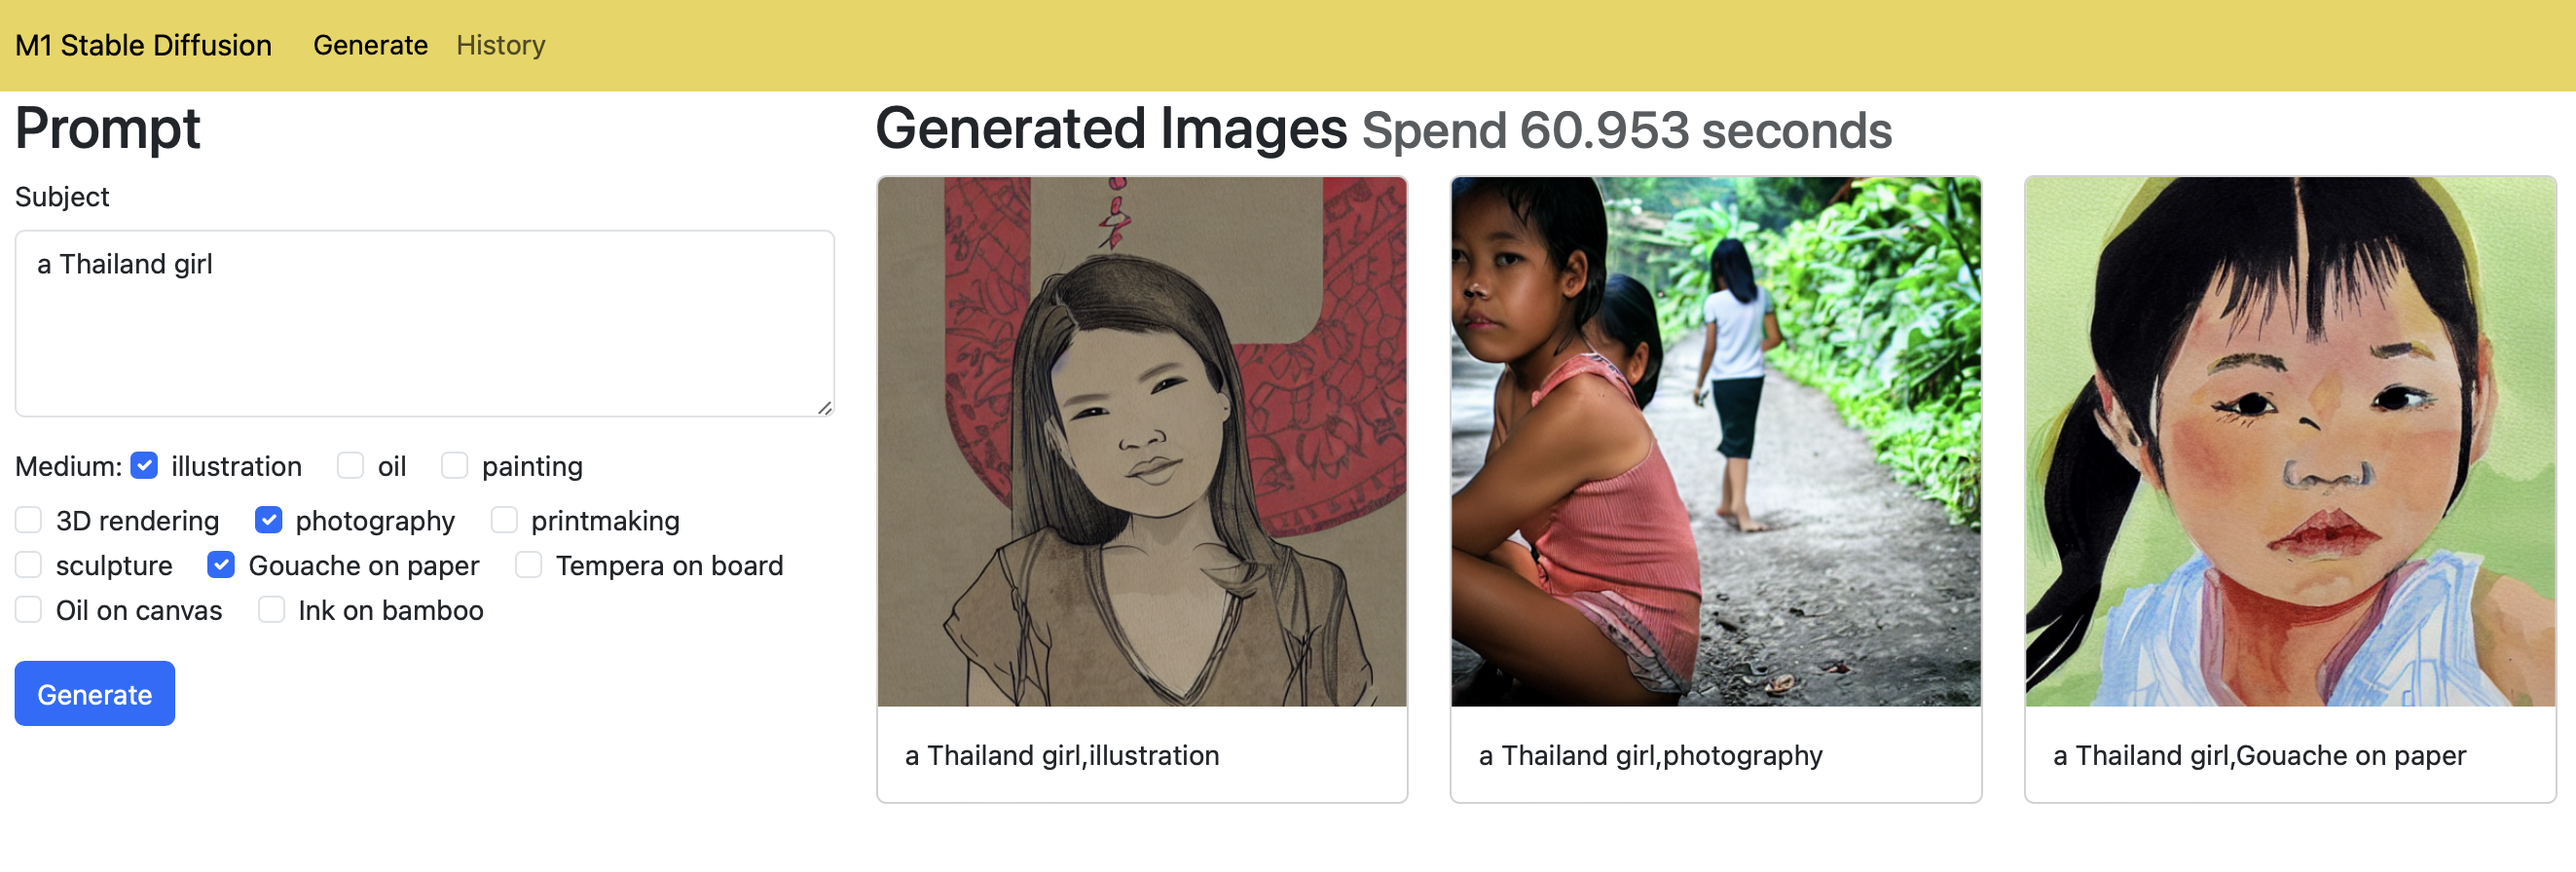 M1 Stable Diffusion Generate History
Prompt
Subject
a Thailand girl
Medium: illustration oil painting
3D rendering photography printmaking
sculpture Gouache on paper Tempera on board
Oil on canvas Ink on bamboo
Generate
Generated Images Spend 60.953 seconds
a Thailand girl,illustration
a Thailand girl,photography
a Thailand girl,Gouache on paper